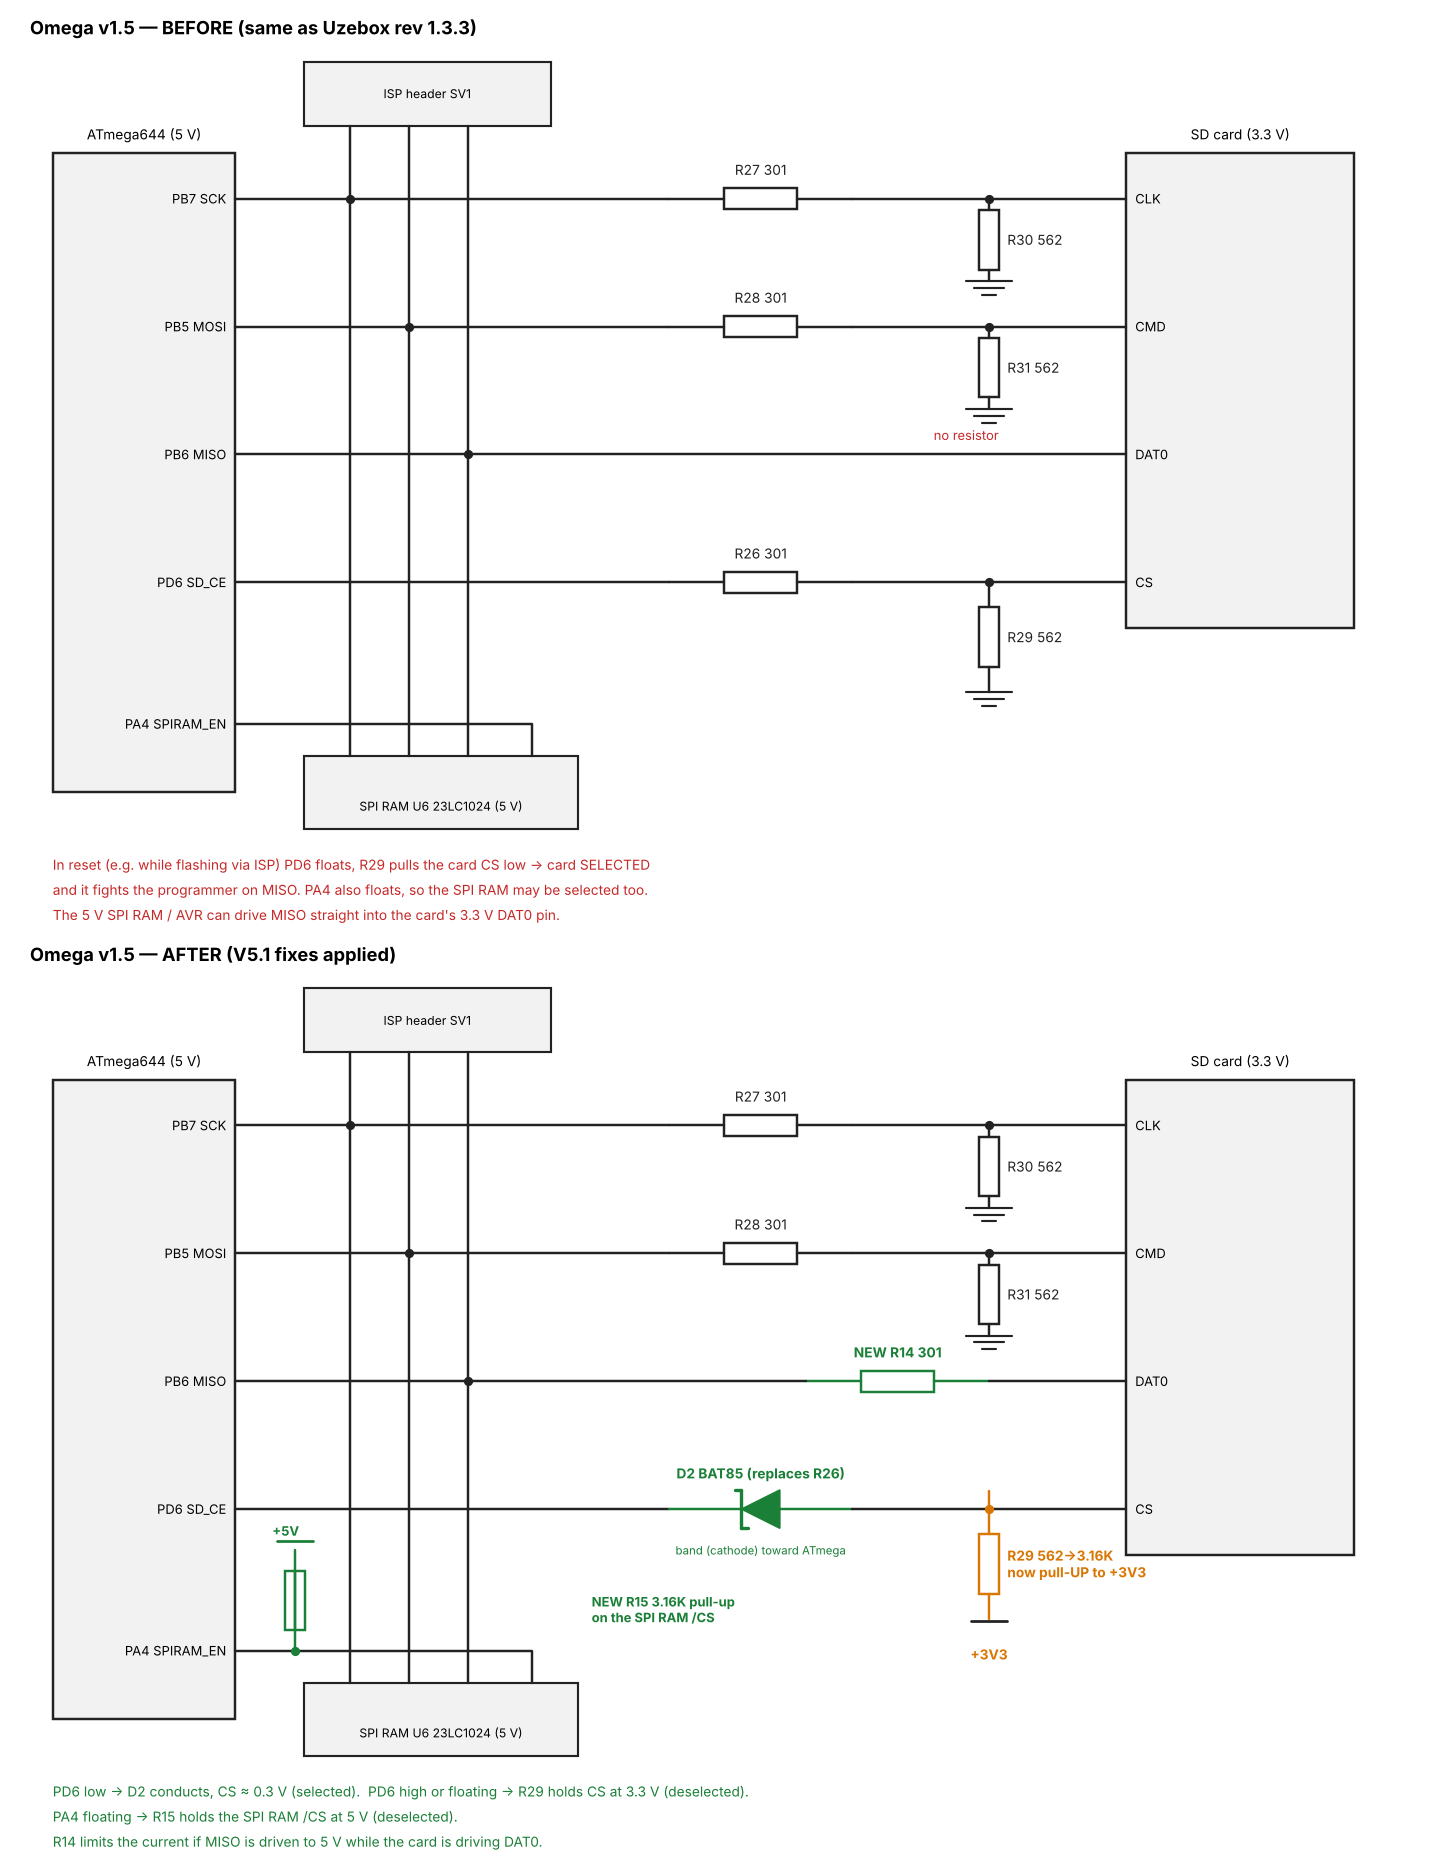 Omega v1.5 — BEFORE (same as Uzebox rev 1.3.3)
ISP header SV1
ATmega644 (5 V)
SD card (3.3 V)
R27 301
PB7 SCK
CLK
R30 562
R28 301
PB5 MOSI
CMD
R31 562
no resistor
PB6 MISO
DAT0
R26 301
PD6 SD_CE
CS
R29 562
PA4 SPIRAM_EN
SPI RAM U6 23LC1024 (5 V)
In reset (e.g. while flashing via ISP) PD6 floats, R29 pulls the card CS low → card SELECTED
and it fights the programmer on MISO. PA4 also floats, so the SPI RAM may be selected too.
The 5 V SPI RAM / AVR can drive MISO straight into the card's 3.3 V DAT0 pin.
Omega v1.5 — AFTER (V5.1 fixes applied)
ISP header SV1
ATmega644 (5 V)
SD card (3.3 V)
R27 301
PB7 SCK
CLK
R30 562
R28 301
PB5 MOSI
CMD
R31 562
NEW R14 301
PB6 MISO
DAT0
D2 BAT85 (replaces R26)
PD6 SD_CE
CS
+5V
band (cathode) toward ATmega
R29 562→3.16K
now pull-UP to +3V3
NEW R15 3.16K pull-up
on the SPI RAM /CS
PA4 SPIRAM_EN
+3V3
SPI RAM U6 23LC1024 (5 V)
PD6 low → D2 conducts, CS ≈ 0.3 V (selected).  PD6 high or floating → R29 holds CS at 3.3 V (deselected).
PA4 floating → R15 holds the SPI RAM /CS at 5 V (deselected).
R14 limits the current if MISO is driven to 5 V while the card is driving DAT0.